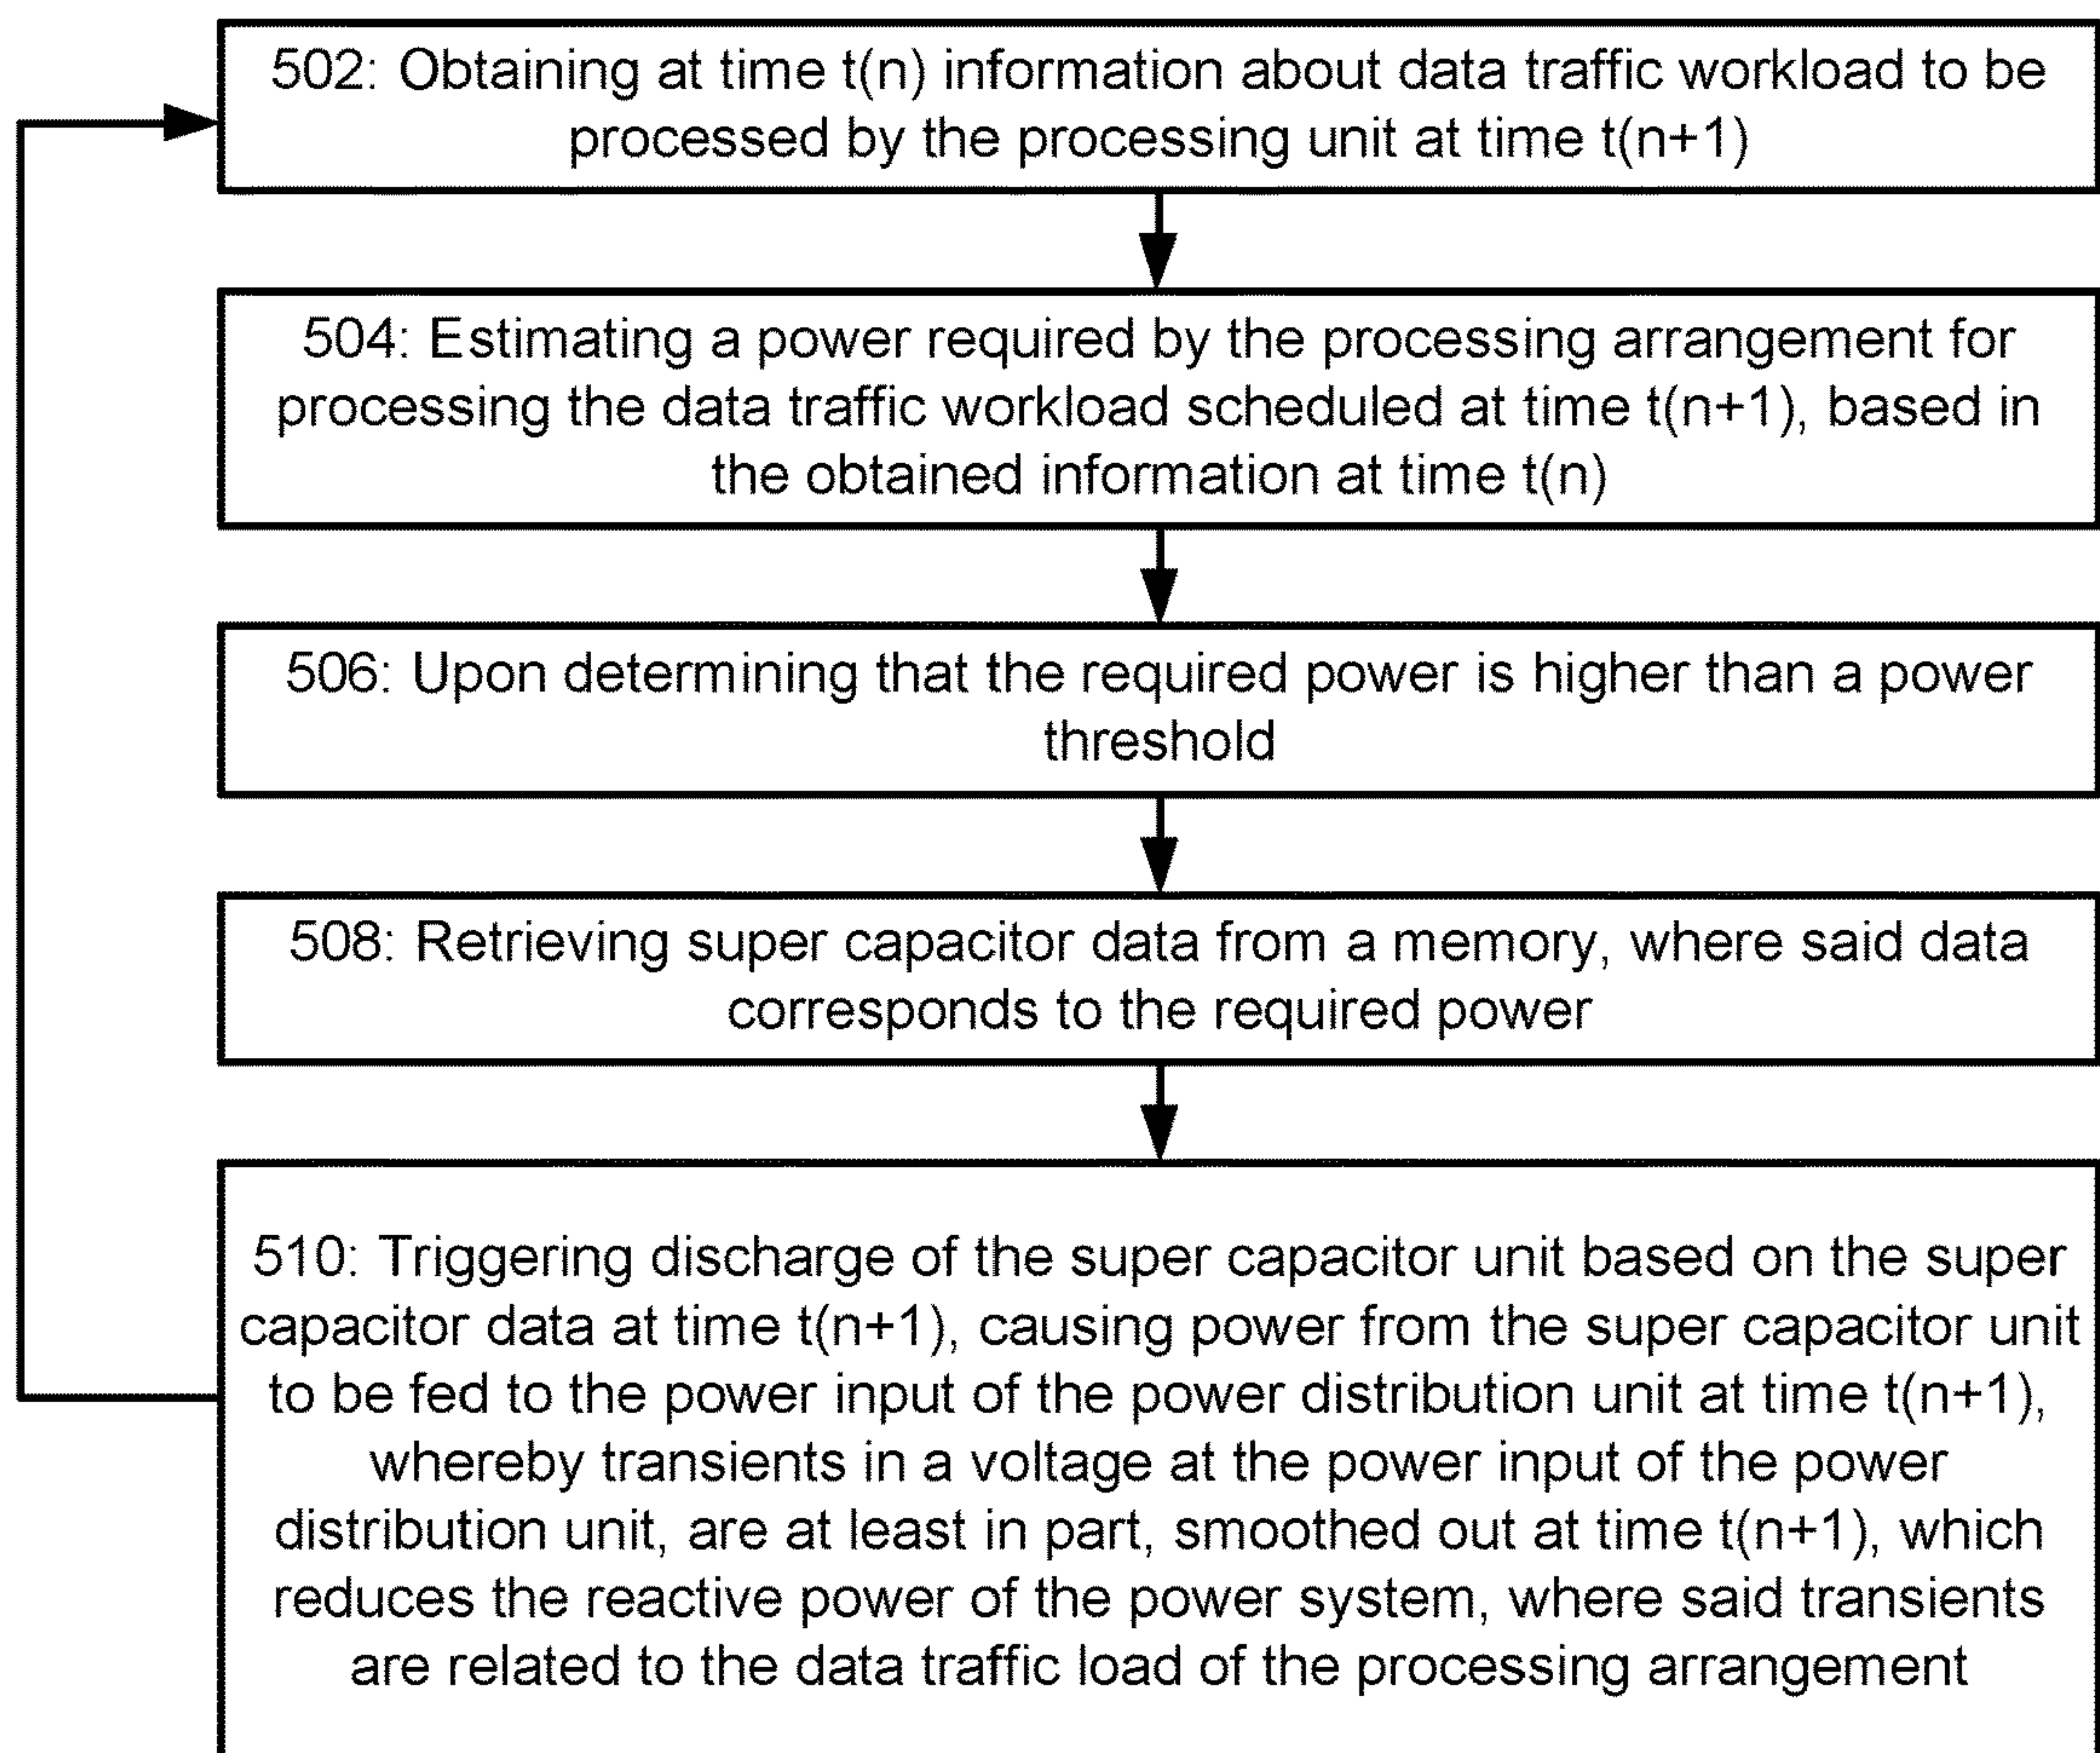 502: Obtaining at time t(n) information about data traffic workload to be
processed by the processing unit at time t(n+1)
504: Estimating a power required by the processing arrangement for
processing the data traffic workload scheduled at time t(n+1), based in
the obtained information at time t(n)
506: Upon determining that the required power is higher than a power
threshold
508: Retrieving super capacitor data from a memory, where said data
corresponds to the required power
510: Triggering discharge of the super capacitor unit based on the super
capacitor data at time t(n+1), causing power from the super capacitor unit
to be fed to the power input of the power distribution unit at time t(n+1),
whereby transients in a voltage at the power input of the power
distribution unit, are at least in part, smoothed out at time t(n+1), which
reduces the reactive power of the power system, where said transients
are related to the data traffic load of the processing arrangement